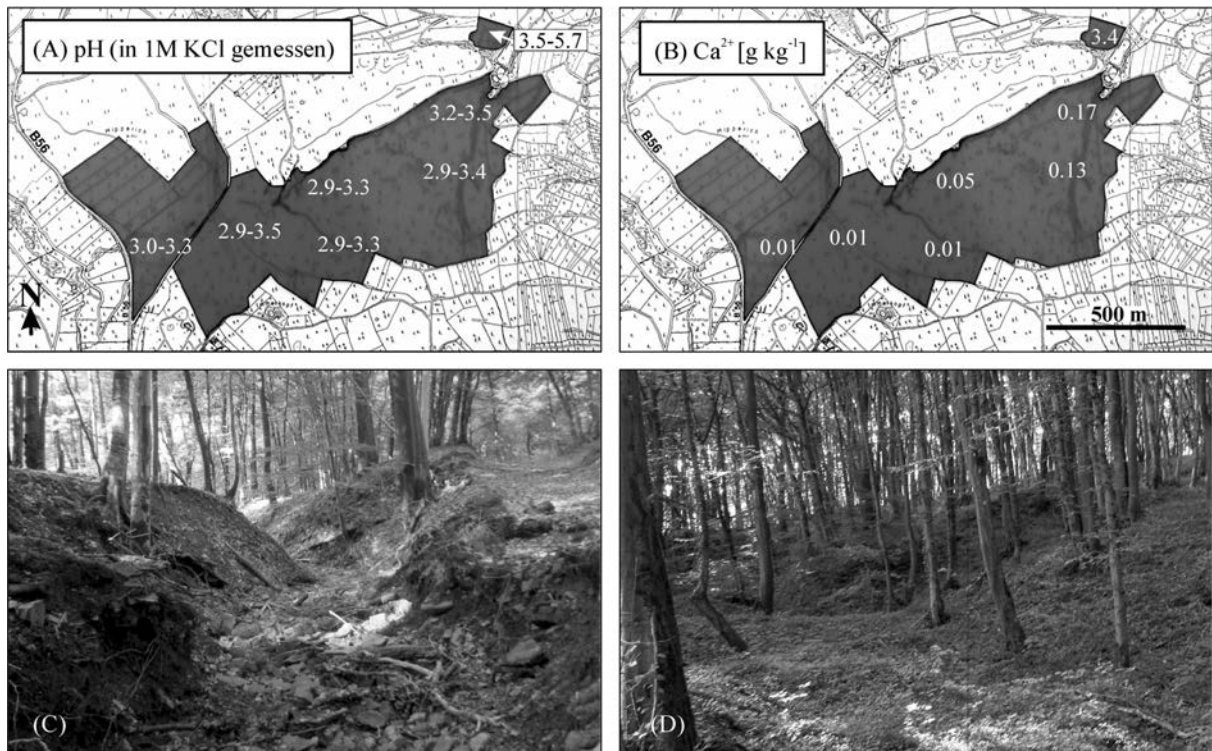 (A) pH (in 1M KCl gemessen)
3.5-5.7
B56
3.2-3.5
2.9-3.4
2.9-3.3
2.9-3.5
3.0-3.3
2.9-3.3
N
(B) Ca²⁺ [g kg⁻¹]
3.4
B56
0.17
0.13
0.05
0.01
0.01
0.01
500 m
(C)
(D)